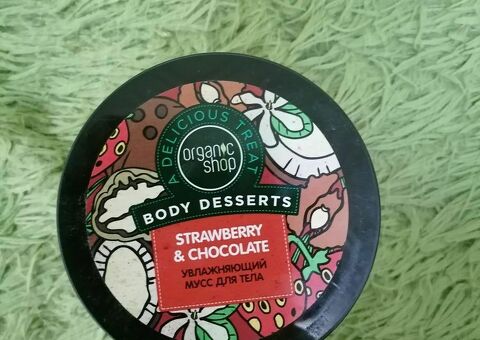 A DELICIOUS TREAT
organic
shop
BODY DESSERTS
STRAWBERRY
& CHOCOLATE
УВЛАЖНЯЮЩИЙ
МУСС ДЛЯ ТЕЛА